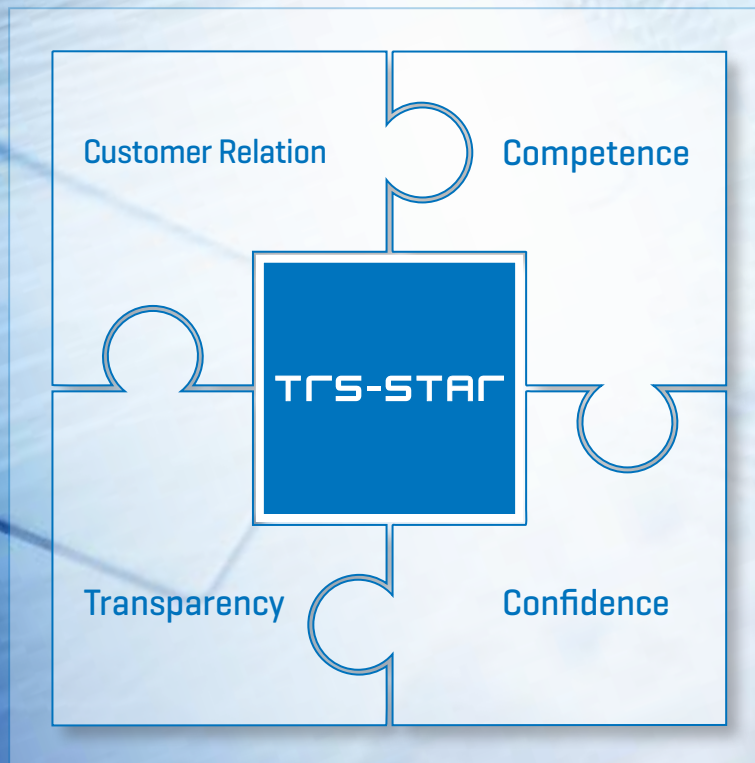 Customer Relation
Competence
TRS-STAR
Transparency
Confidence